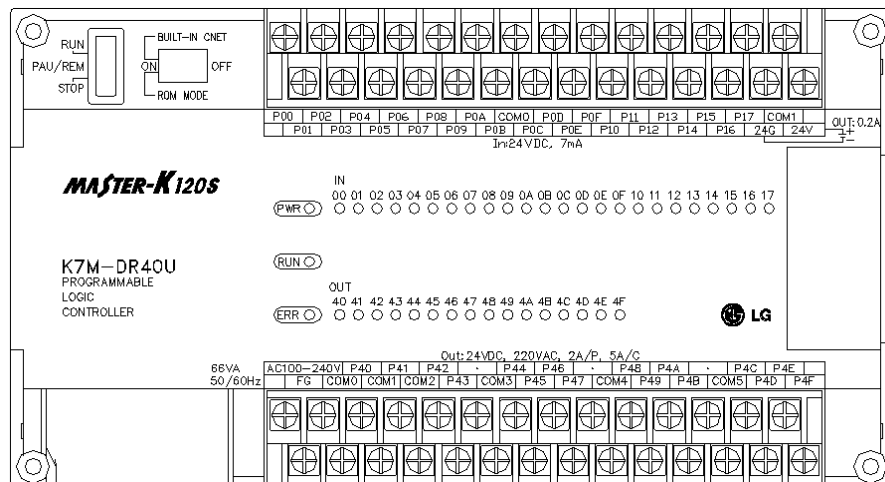 RUN
PAU/REM
STOP
BUILT-IN CNET
ON
OFF
ROM MODE
P00 P02 P04 P06 P08 P0A COM0 P0D P0F P11 P13 P15 P17 COM1
P01 P03 P05 P07 P09 P0B P0C P0E P10 P12 P14 P16 24G 24V
OUT:0.2A
+
−
In:24VDC, 7mA
MASTER-K120S
IN
00 01 02 03 04 05 06 07 08 09 0A 0B 0C 0D 0E 0F 10 11 12 13 14 15 16 17
PWR
K7M-DR40U
PROGRAMMABLE
LOGIC
CONTROLLER
RUN
OUT
40 41 42 43 44 45 46 47 48 49 4A 4B 4C 4D 4E 4F
ERR
LG
Out:24VDC, 220VAC, 2A/P, 5A/C
66VA
50/60Hz
AC100-240V P40 P41 P42 · P44 P46 · P48 P4A · P4C P4E
FG COM0 COM1 COM2 P43 COM3 P45 P47 COM4 P49 P4B COM5 P4D P4F